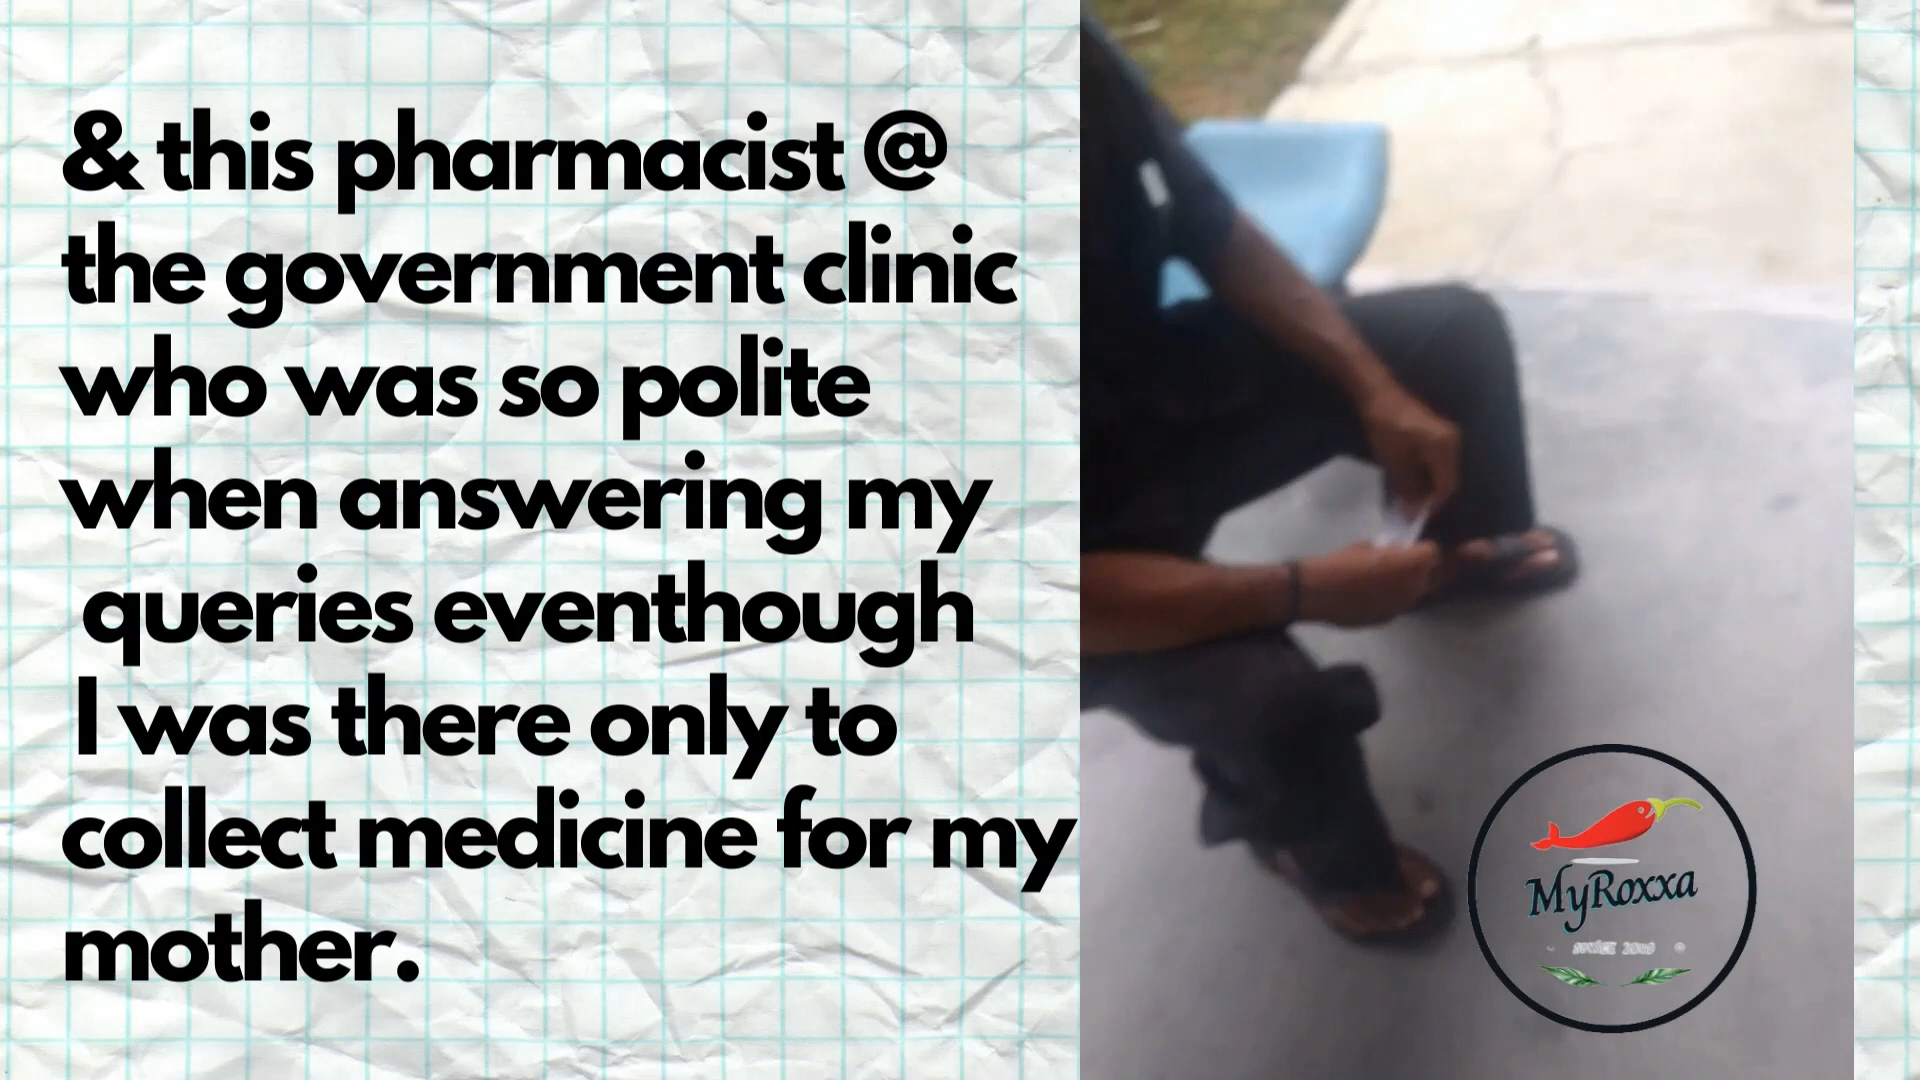 & this pharmacist @
the government clinic
who was so polite
when answering my
queries eventhough
I was there only to
collect medicine for my
mother.
MyRoxxa